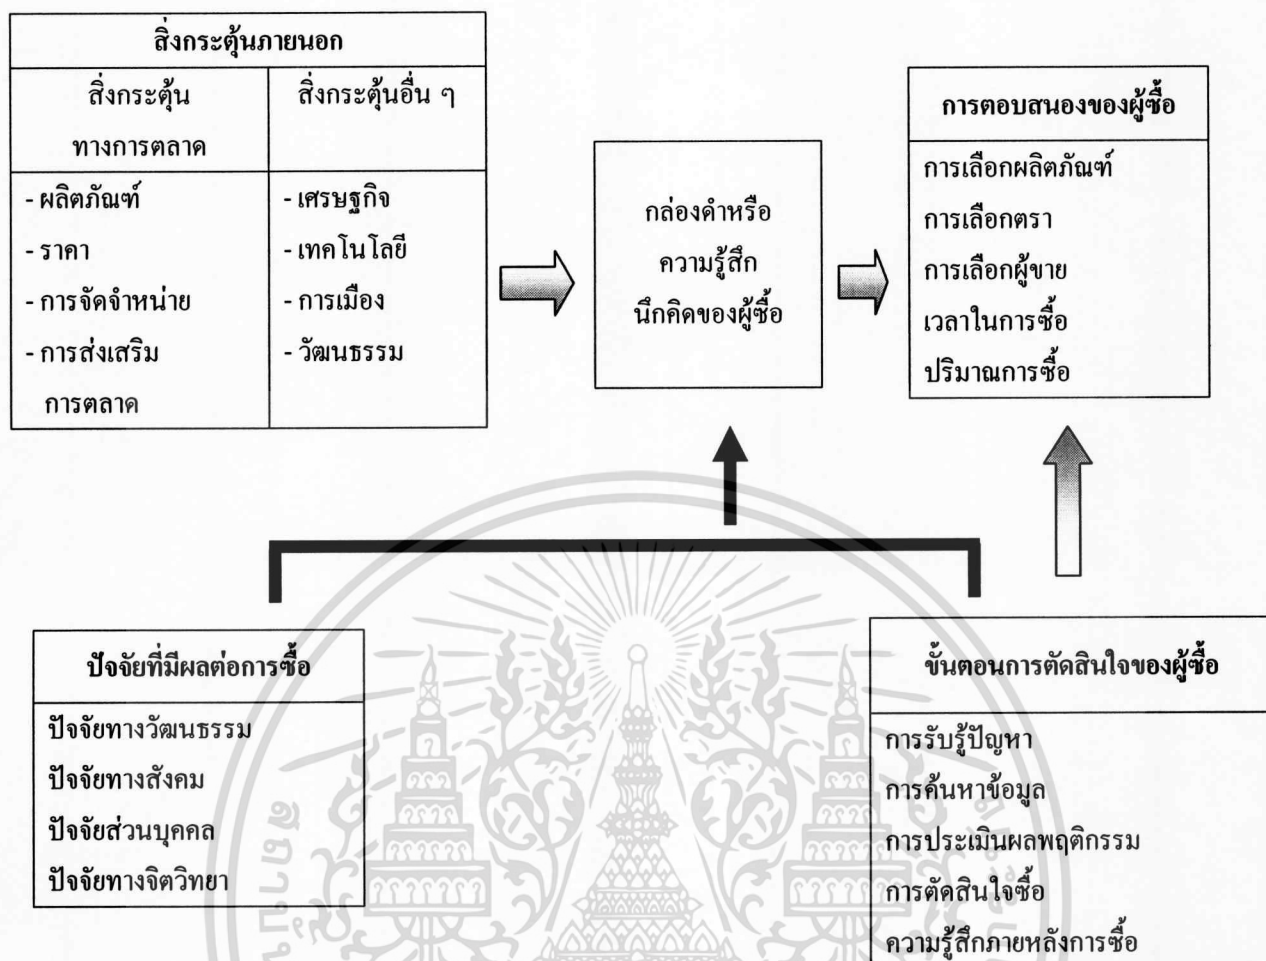 สิ่งกระตุ้นภายนอก
สิ่งกระตุ้น
ทางการตลาด
สิ่งกระตุ้นอื่น ๆ
- ผลิตภัณฑ์
- ราคา
- การจัดจำหน่าย
- การส่งเสริม
การตลาด
- เศรษฐกิจ
- เทคโนโลยี
- การเมือง
- วัฒนธรรม
กล่องดำหรือ
ความรู้สึก
นึกคิดของผู้ซื้อ
การตอบสนองของผู้ซื้อ
การเลือกผลิตภัณฑ์
การเลือกตรา
การเลือกผู้ขาย
เวลาในการซื้อ
ปริมาณการซื้อ
ปัจจัยที่มีผลต่อการซื้อ
ปัจจัยทางวัฒนธรรม
ปัจจัยทางสังคม
ปัจจัยส่วนบุคคล
ปัจจัยทางจิตวิทยา
ขั้นตอนการตัดสินใจของผู้ซื้อ
การรับรู้ปัญหา
การค้นหาข้อมูล
การประเมินผลพฤติกรรม
การตัดสินใจซื้อ
ความรู้สึกภายหลังการซื้อ